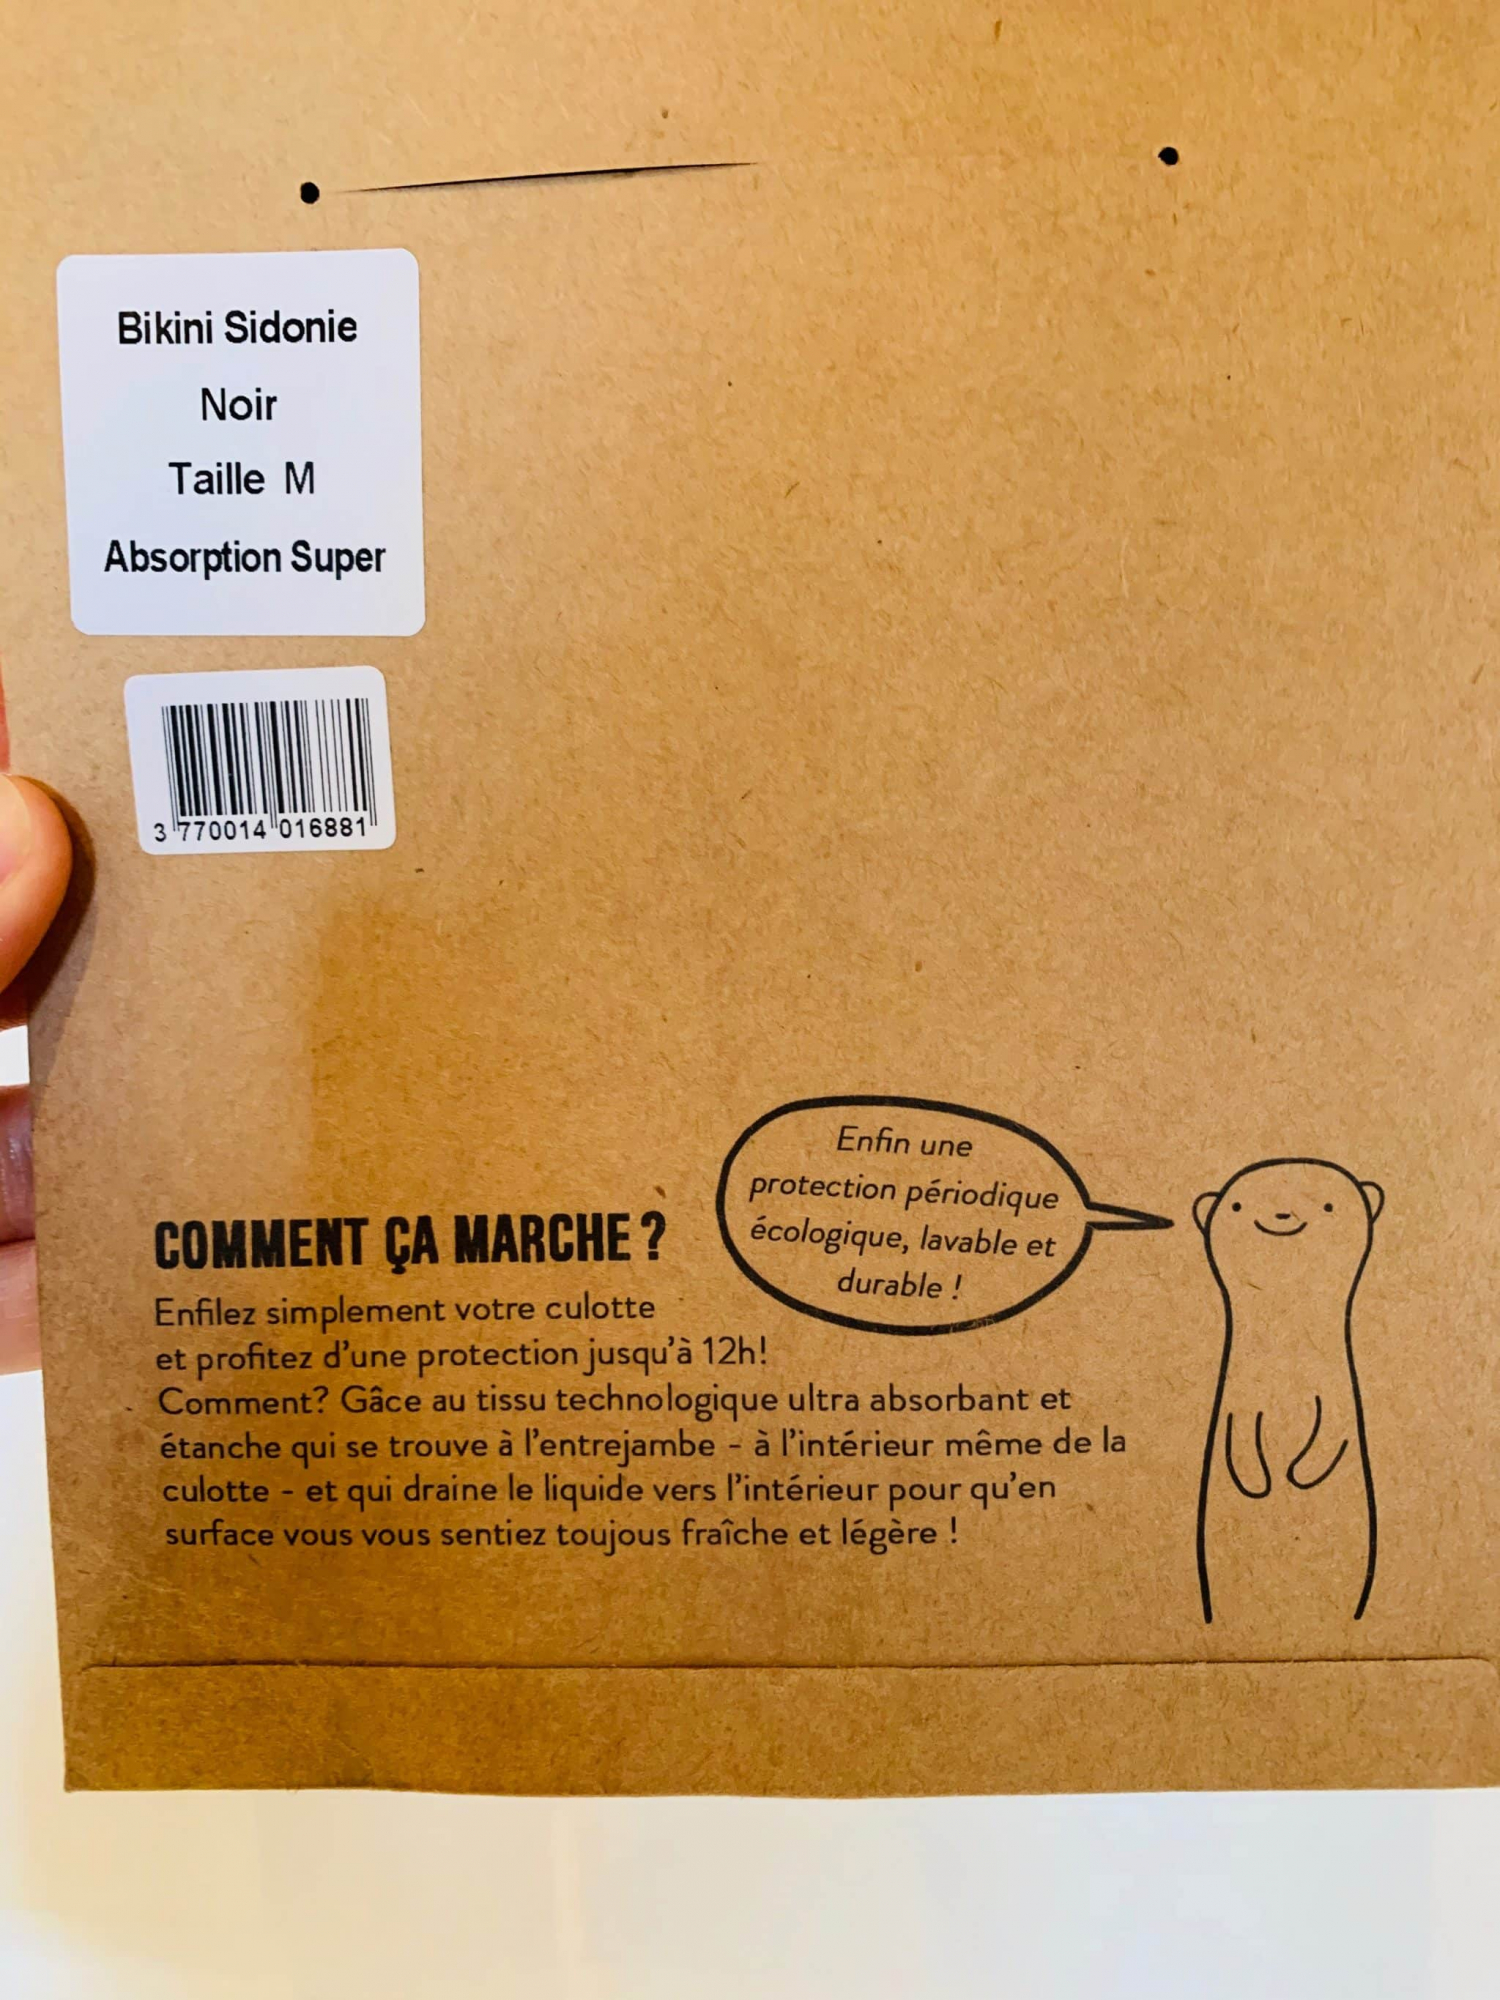 Bikini Sidonie
Noir
Taille M
Absorption Super
3 770014 016881
Enfin une
protection périodique
écologique, lavable et
durable !
COMMENT ÇA MARCHE ?
Enfilez simplement votre culotte
et profitez d'une protection jusqu'à 12h!
Comment? Gâce au tissu technologique ultra absorbant et
étanche qui se trouve à l'entrejambe - à l'intérieur même de la
culotte - et qui draine le liquide vers l'intérieur pour qu'en
surface vous vous sentiez toujous fraîche et légère !